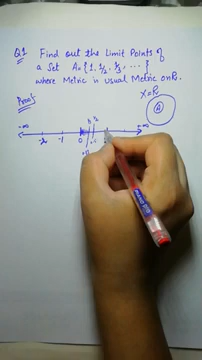 Q1 Find out the Limit Points of
a Set A = {1, 1/2, 1/3, ...}
where Metric is usual Metric on R.
Proof:
X = R
A
-∞ -2 -1 0 +∞